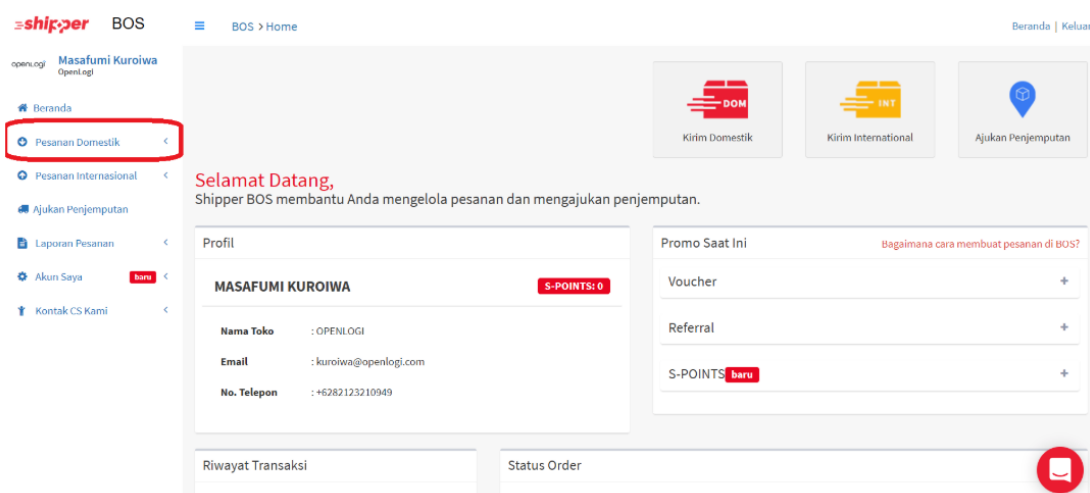 shipper BOS
BOS > Home
Beranda | Keluar
openLogi
Masafumi Kuroiwa
OpenLogi
Beranda
Pesanan Domestik
Pesanan Internasional
Ajukan Penjemputan
Laporan Pesanan
Akun Saya baru
Kontak CS Kami
DOM
Kirim Domestik
INT
Kirim International
Ajukan Penjemputan
Selamat Datang,
Shipper BOS membantu Anda mengelola pesanan dan mengajukan penjemputan.
Profil
MASAFUMI KUROIWA S-POINTS: 0
Nama Toko : OPENLOGI
Email : kuroiwa@openlogi.com
No. Telepon : +6282123210949
Promo Saat Ini Bagaimana cara membuat pesanan di BOS?
Voucher +
Referral +
S-POINTS baru +
Riwayat Transaksi
Status Order